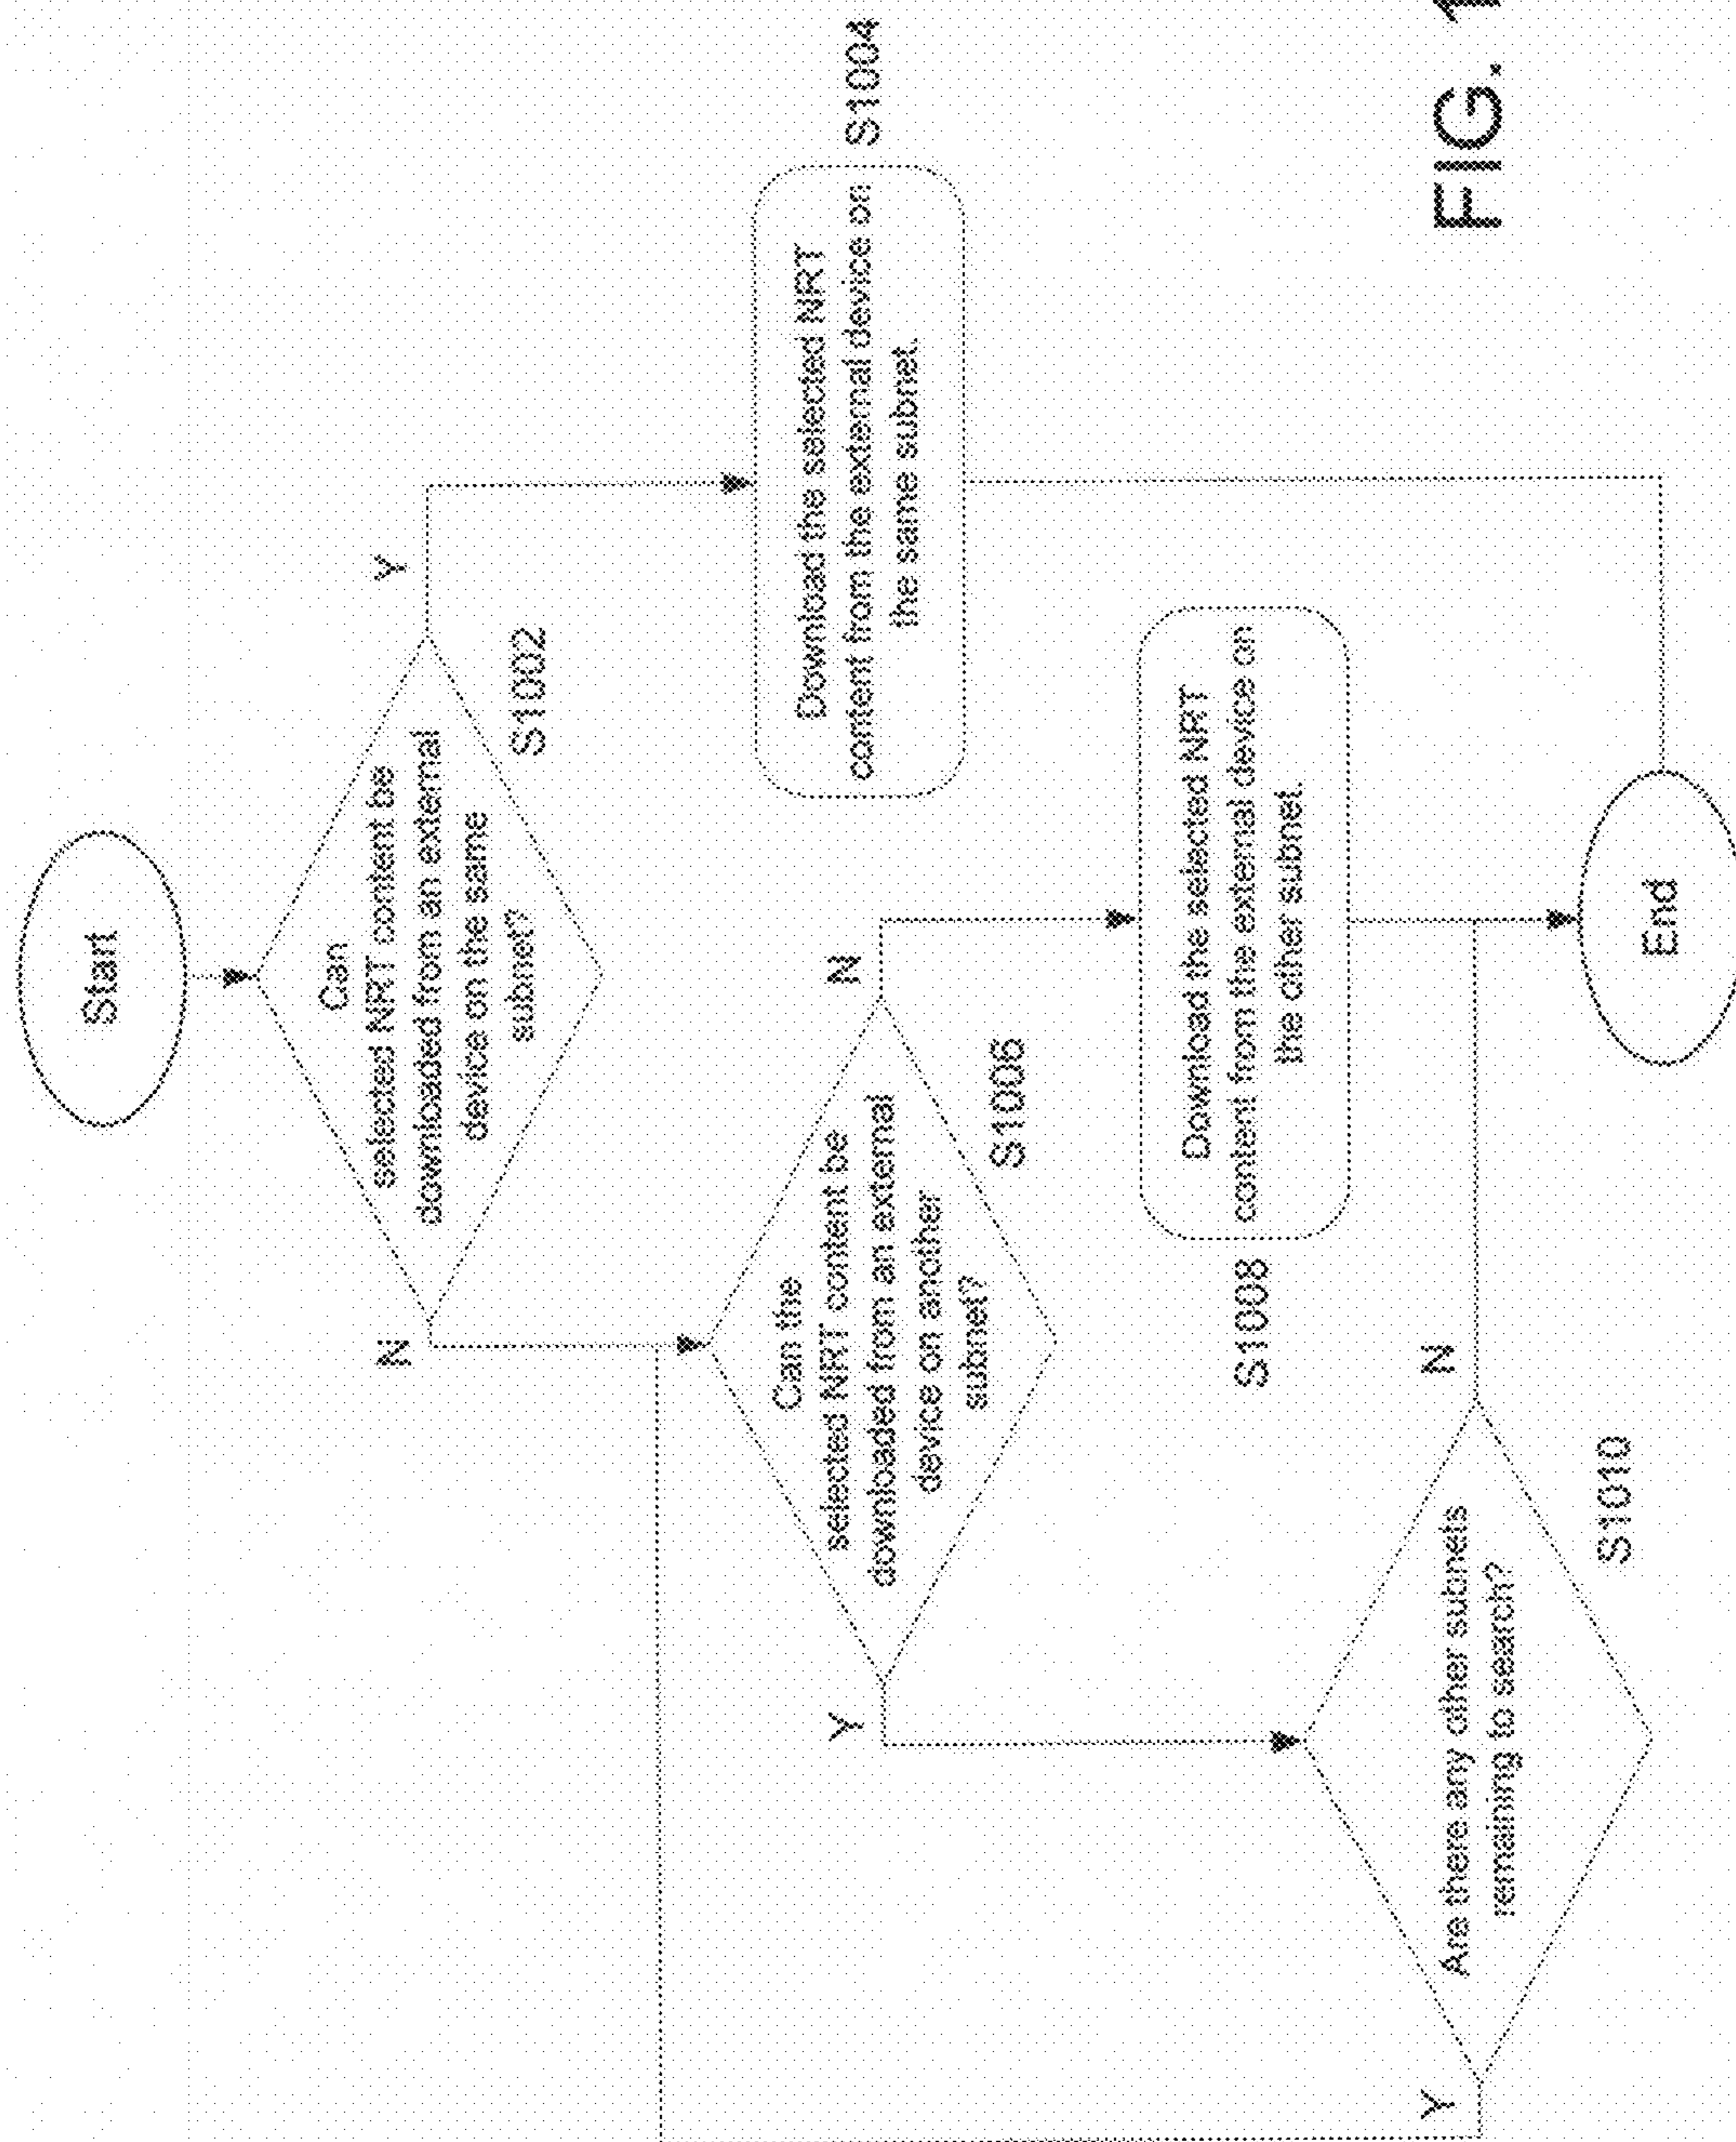 Start
Can
selected NRT content be
downloaded from an external
device on the same
subnet?
S1002
N
Y
Can the
selected NRT content be
downloaded from an external
device on another
subnet?
S1006
Y
N
Download the selected NRT
content from the external device on
the same subnet.
S1004
Download the selected NRT
content from the external device on
the other subnet.
S1008
Are there any other subnets
remaining to search?
S1010
Y
N
End
FIG. 1